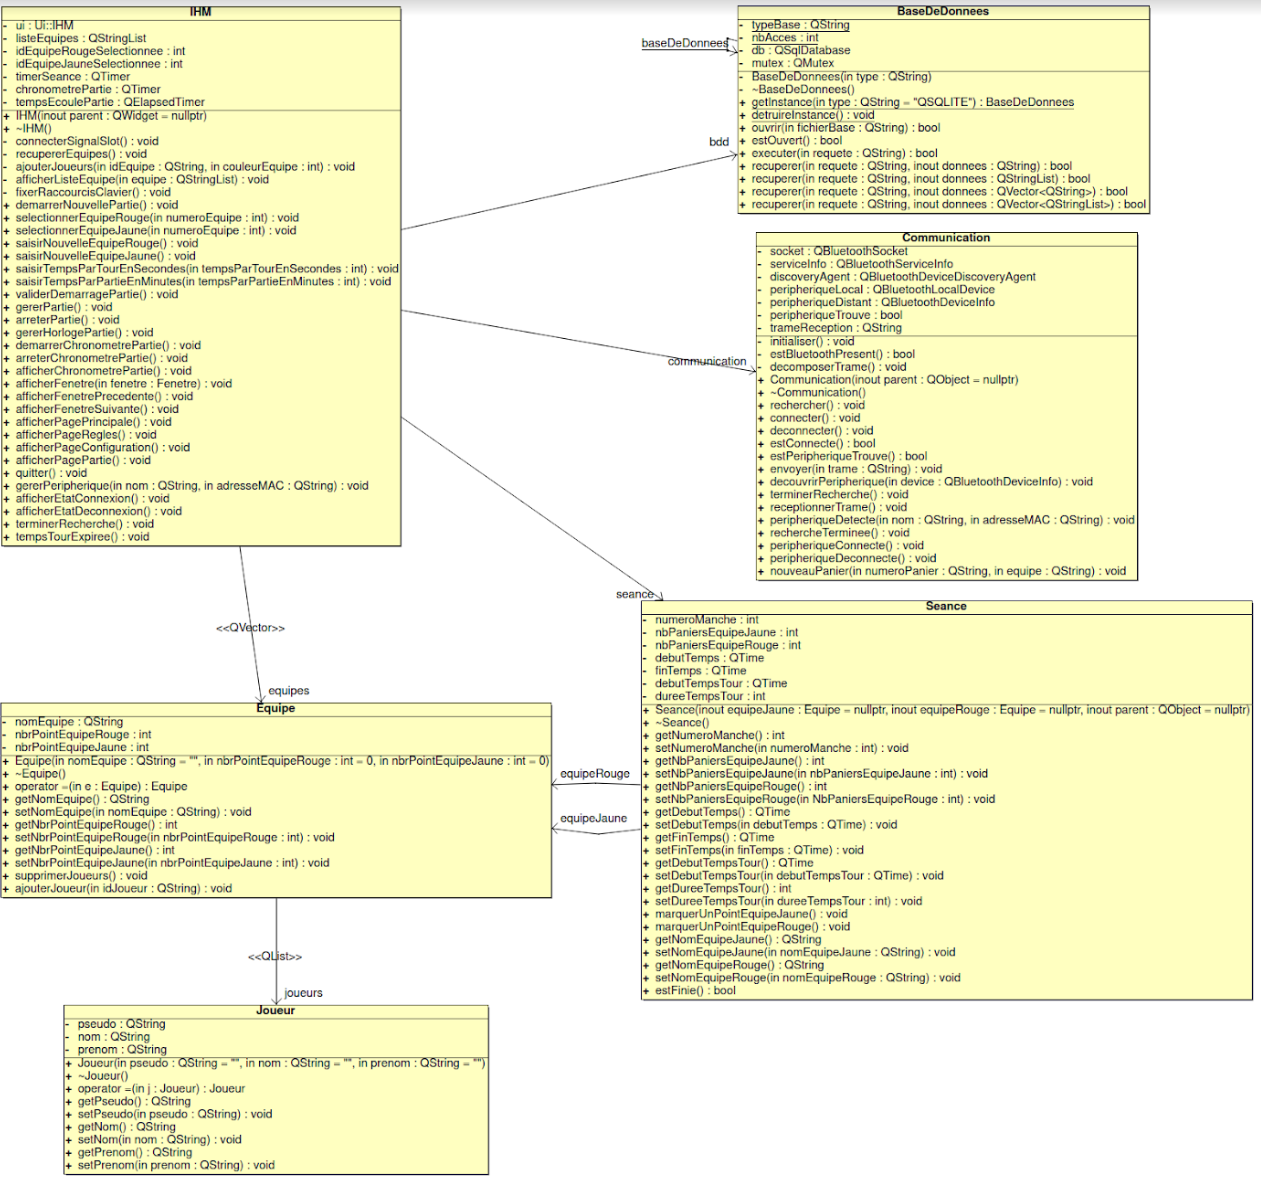 IHM
- ui : Ui::IHM
- listeEquipes : QStringList
- idEquipeRougeSelectionnee : int
- idEquipeJauneSelectionnee : int
- timerSeance : QTimer
- chronometrePartie : QTimer
- tempsEcoulePartie : QElapsedTimer
+ IHM(inout parent : QWidget = nullptr)
+ ~IHM()
- connecterSignalSlot() : void
- recupererEquipes() : void
- ajouterJoueurs(in idEquipe : QString, in couleurEquipe : int) : void
- afficherListeEquipe(in equipe : QStringList) : void
- fixerRaccourcisClavier() : void
+ demarrerNouvellePartie() : void
+ selectionnerEquipeRouge(in numeroEquipe : int) : void
+ selectionnerEquipeJaune(in numeroEquipe : int) : void
+ saisirNouvelleEquipeRouge() : void
+ saisirNouvelleEquipeJaune() : void
+ saisirTempsParTourEnSecondes(in tempsParTourEnSecondes : int) : void
+ saisirTempsParPartieEnMinutes(in tempsParPartieEnMinutes : int) : void
+ validerDemarragePartie() : void
+ gererPartie() : void
+ arreterPartie() : void
+ gererHorlogePartie() : void
+ demarrerChronometrePartie() : void
+ arreterChronometrePartie() : void
+ afficherChronometrePartie() : void
+ afficherFenetre(in fenetre : Fenetre) : void
+ afficherFenetrePrecedente() : void
+ afficherFenetreSuivante() : void
+ afficherPagePrincipale() : void
+ afficherPageRegles() : void
+ afficherPageConfiguration() : void
+ afficherPagePartie() : void
+ quitter() : void
+ gererPeripherique(in nom : QString, in adresseMAC : QString) : void
+ afficherEtatConnexion() : void
+ afficherEtatDeconnexion() : void
+ terminerRecherche() : void
+ tempsTourExpiree() : void
baseDeDonnees
bdd
BaseDeDonnees
- typeBase : QString
- nbAcces : int
- db : QSqlDatabase
- mutex : QMutex
- BaseDeDonnees(in type : QString)
- ~BaseDeDonnees()
+ getInstance(in type : QString = "QSQLITE") : BaseDeDonnees
+ detruireInstance() : void
+ ouvrir(in fichierBase : QString) : bool
+ estOuvert() : bool
+ executer(in requete : QString) : bool
+ recuperer(in requete : QString, inout donnees : QString) : bool
+ recuperer(in requete : QString, inout donnees : QStringList) : bool
+ recuperer(in requete : QString, inout donnees : QVector<QString>) : bool
+ recuperer(in requete : QString, inout donnees : QVector<QStringList>) : bool
communication
Communication
- socket : QBluetoothSocket
- serviceInfo : QBluetoothServiceInfo
- discoveryAgent : QBluetoothDeviceDiscoveryAgent
- peripheriqueLocal : QBluetoothLocalDevice
- peripheriqueDistant : QBluetoothDeviceInfo
- peripheriqueTrouve : bool
- trameReception : QString
- initialiser() : void
- estBluetoothPresent() : bool
- decomposerTrame() : void
+ Communication(inout parent : QObject = nullptr)
+ ~Communication()
+ rechercher() : void
+ connecter() : void
+ deconnecter() : void
+ estConnecte() : bool
+ estPeripheriqueTrouve() : bool
+ envoyer(in trame : QString) : void
+ decouvrirPeripherique(in device : QBluetoothDeviceInfo) : void
+ terminerRecherche() : void
+ receptionnerTrame() : void
+ peripheriqueDetecte(in nom : QString, in adresseMAC : QString) : void
+ rechercheTerminee() : void
+ peripheriqueConnecte() : void
+ peripheriqueDeconnecte() : void
+ nouveauPanier(in numeroPanier : QString, in equipe : QString) : void
seance
Seance
- numeroManche : int
- nbPaniersEquipeJaune : int
- nbPaniersEquipeRouge : int
- debutTemps : QTime
- finTemps : QTime
- debutTempsTour : QTime
- dureeTempsTour : int
+ Seance(inout equipeJaune : Equipe = nullptr, inout equipeRouge : Equipe = nullptr, inout parent : QObject = nullptr)
+ ~Seance()
+ getNumeroManche() : int
+ setNumeroManche(in numeroManche : int) : void
+ getNbPaniersEquipeJaune() : int
+ setNbPaniersEquipeJaune(in nbPaniersEquipeJaune : int) : void
+ getNbPaniersEquipeRouge() : int
+ setNbPaniersEquipeRouge(in NbPaniersEquipeRouge : int) : void
+ getDebutTemps() : QTime
+ setDebutTemps(in debutTemps : QTime) : void
+ getFinTemps() : QTime
+ setFinTemps(in finTemps : QTime) : void
+ getDebutTempsTour() : QTime
+ setDebutTempsTour(in debutTempsTour : QTime) : void
+ getDureeTempsTour() : int
+ setDureeTempsTour(in dureeTempsTour : int) : void
+ marquerUnPointEquipeJaune() : void
+ marquerUnPointEquipeRouge() : void
+ getNomEquipeJaune() : QString
+ setNomEquipeJaune(in nomEquipeJaune : QString) : void
+ getNomEquipeRouge() : QString
+ setNomEquipeRouge(in nomEquipeRouge : QString) : void
+ estFinie() : bool
<<QVector>>
equipes
equipeRouge
equipeJaune
Equipe
- nomEquipe : QString
- nbrPointEquipeRouge : int
- nbrPointEquipeJaune : int
+ Equipe(in nomEquipe : QString = "", in nbrPointEquipeRouge : int = 0, in nbrPointEquipeJaune : int = 0)
+ ~Equipe()
+ operator =(in e : Equipe) : Equipe
+ getNomEquipe() : QString
+ setNomEquipe(in nomEquipe : QString) : void
+ getNbrPointEquipeRouge() : int
+ setNbrPointEquipeRouge(in nbrPointEquipeRouge : int) : void
+ getNbrPointEquipeJaune() : int
+ setNbrPointEquipeJaune(in nbrPointEquipeJaune : int) : void
+ supprimerJoueurs() : void
+ ajouterJoueur(in idJoueur : QString) : void
<<QList>>
joueurs
Joueur
- pseudo : QString
- nom : QString
- prenom : QString
+ Joueur(in pseudo : QString = "", in nom : QString = "", in prenom : QString = "")
+ ~Joueur()
+ operator =(in j : Joueur) : Joueur
+ getPseudo() : QString
+ setPseudo(in pseudo : QString) : void
+ getNom() : QString
+ setNom(in nom : QString) : void
+ getPrenom() : QString
+ setPrenom(in prenom : QString) : void